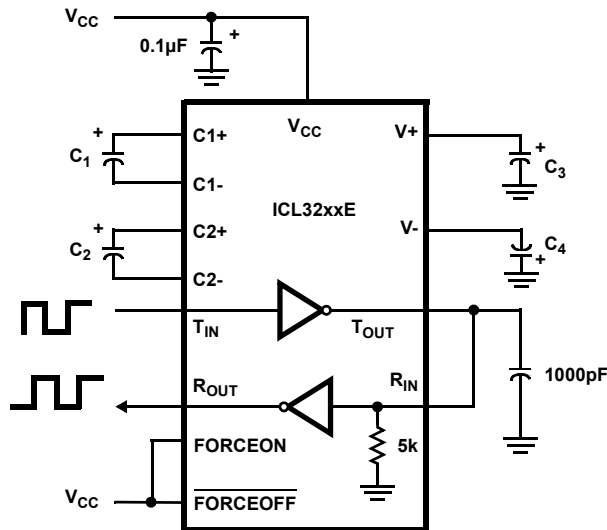 VCC
0.1µF +
VCC
C1+
V+
+
C1
+
C3
C1-
ICL32xxE
C2+
V-
+
C2
C4
+
C2-
TIN
TOUT
ROUT
RIN
1000pF
5k
FORCEON
VCC
FORCEOFF